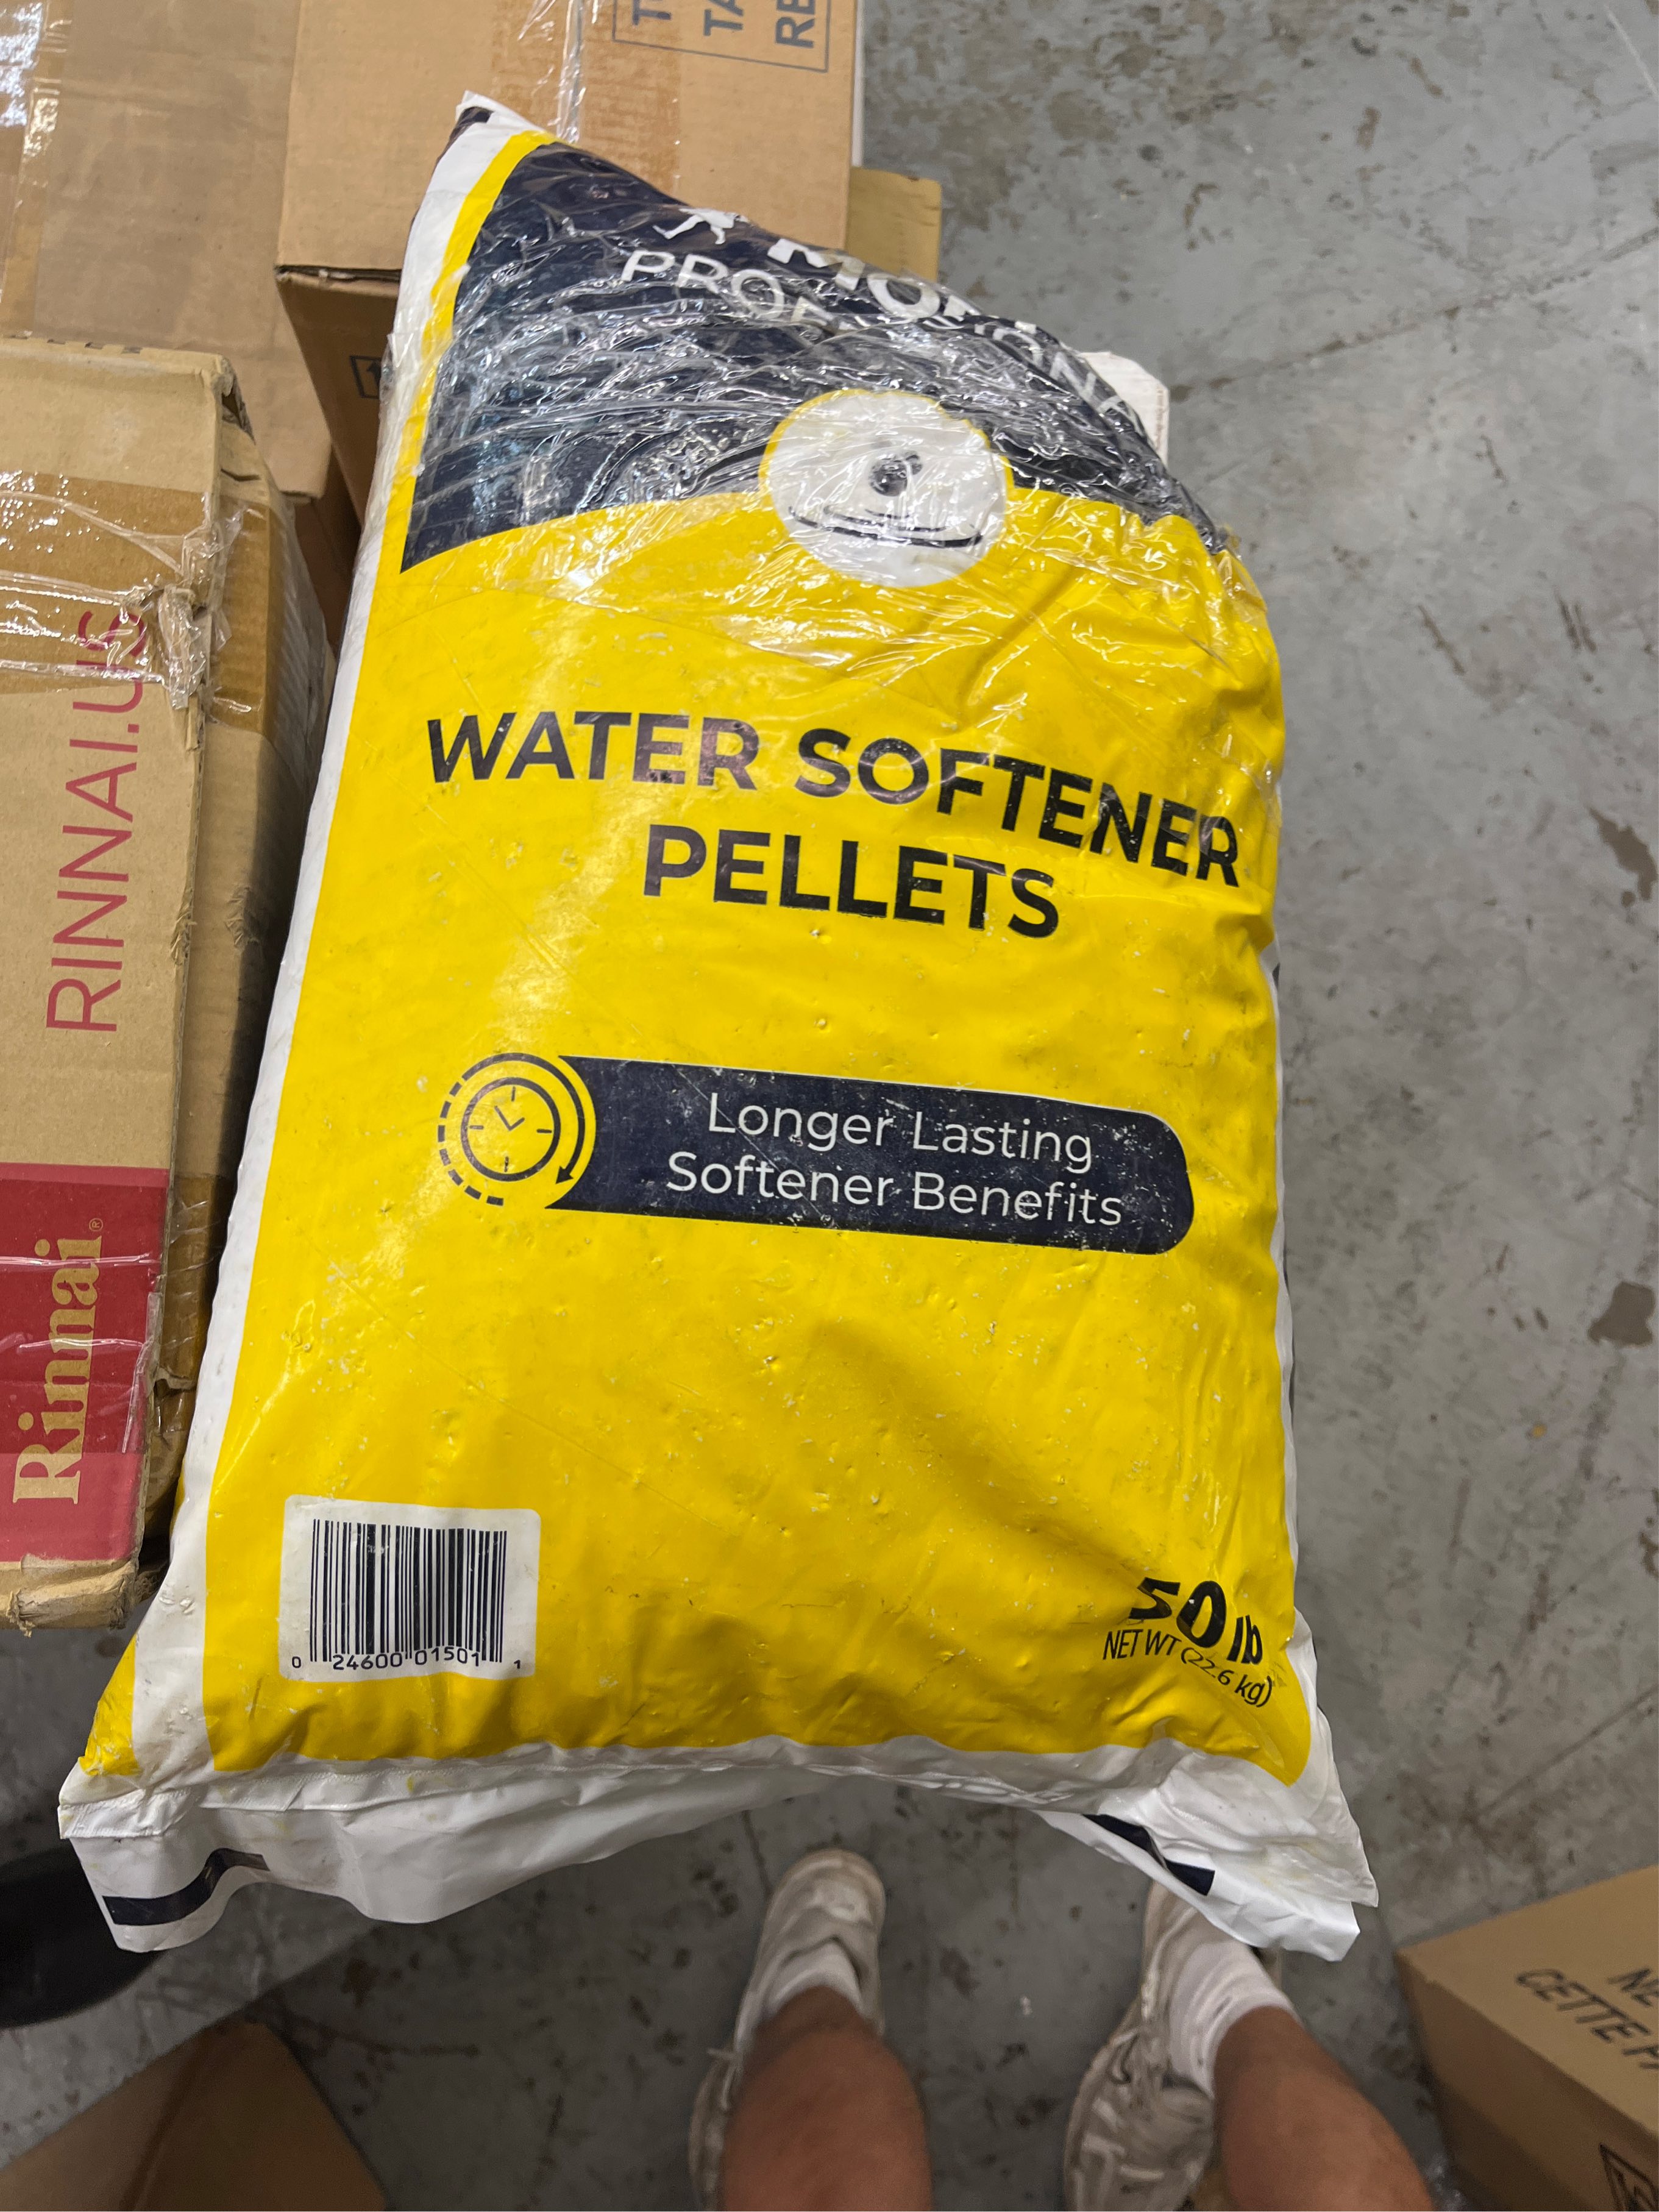 RINNAI.US
Rinnai®
WATER SOFTENER
PELLETS
Longer Lasting
Softener Benefits
0 24600 01501 1
50 lb
NET WT (22.6 kg)
CETTE